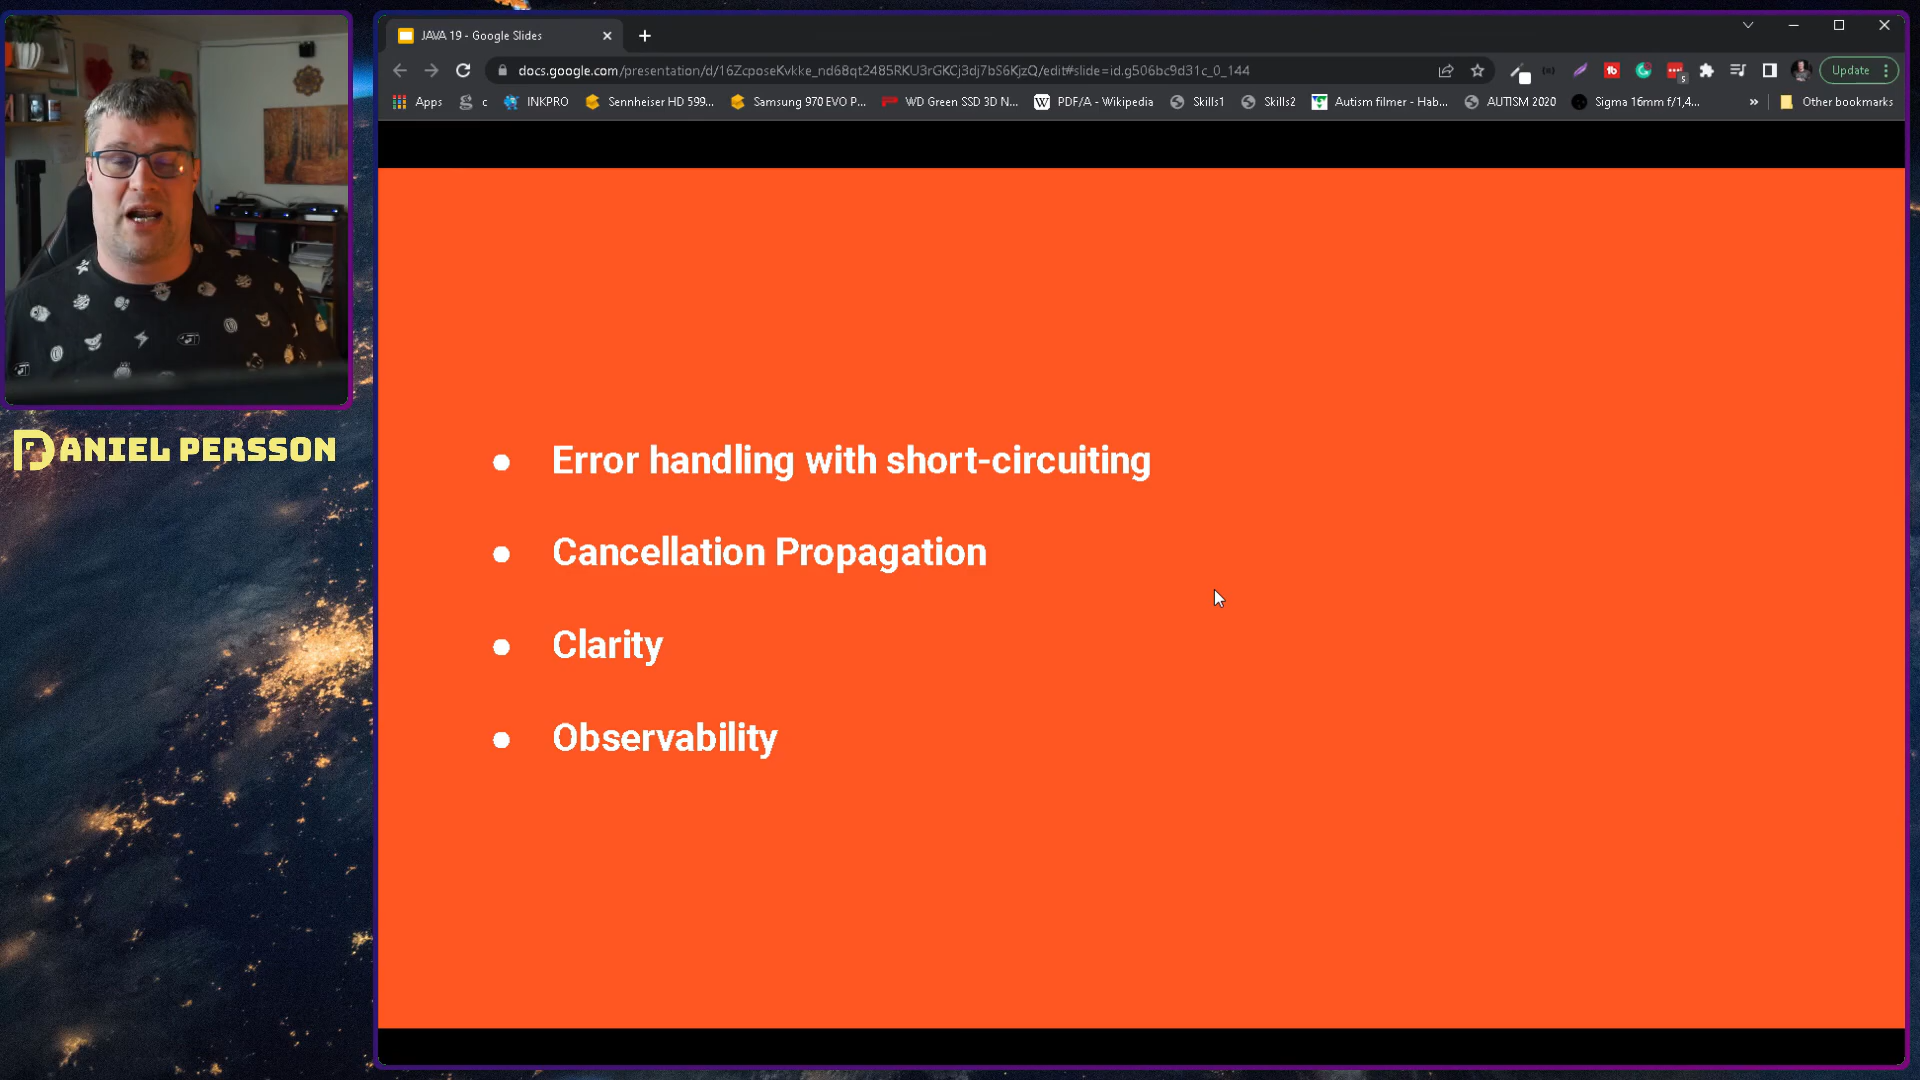 JAVA 19 - Google Slides
docs.google.com/presentation/d/16ZcposeKvkke_nd68qt2485RKU3rGKCj3dj7bS6KjzQ/edit#slide=id.g506bc9d31c_0_144
Update
Apps
c
INKPRO
Sennheiser HD 599...
Samsung 970 EVO P...
WD Green SSD 3D N...
W PDF/A - Wikipedia
Skills1
Skills2
Autism filmer - Hab...
AUTISM 2020
Sigma 16mm f/1,4...
»
Other bookmarks
DANIEL PERSSON
● Error handling with short-circuiting
● Cancellation Propagation
● Clarity
● Observability